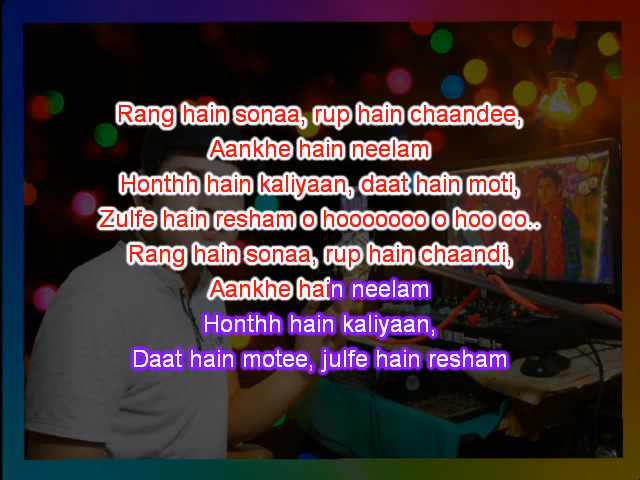 Rang hain sonaa, rup hain chaandee,
Aankhe hain neelam
Honthh hain kaliyaan, daat hain moti,
Zulfe hain resham o hooooooo o hoo oo..
Rang hain sonaa, rup hain chaandi,
Aankhe hain neelam
Honthh hain kaliyaan,
Daat hain motee, julfe hain resham